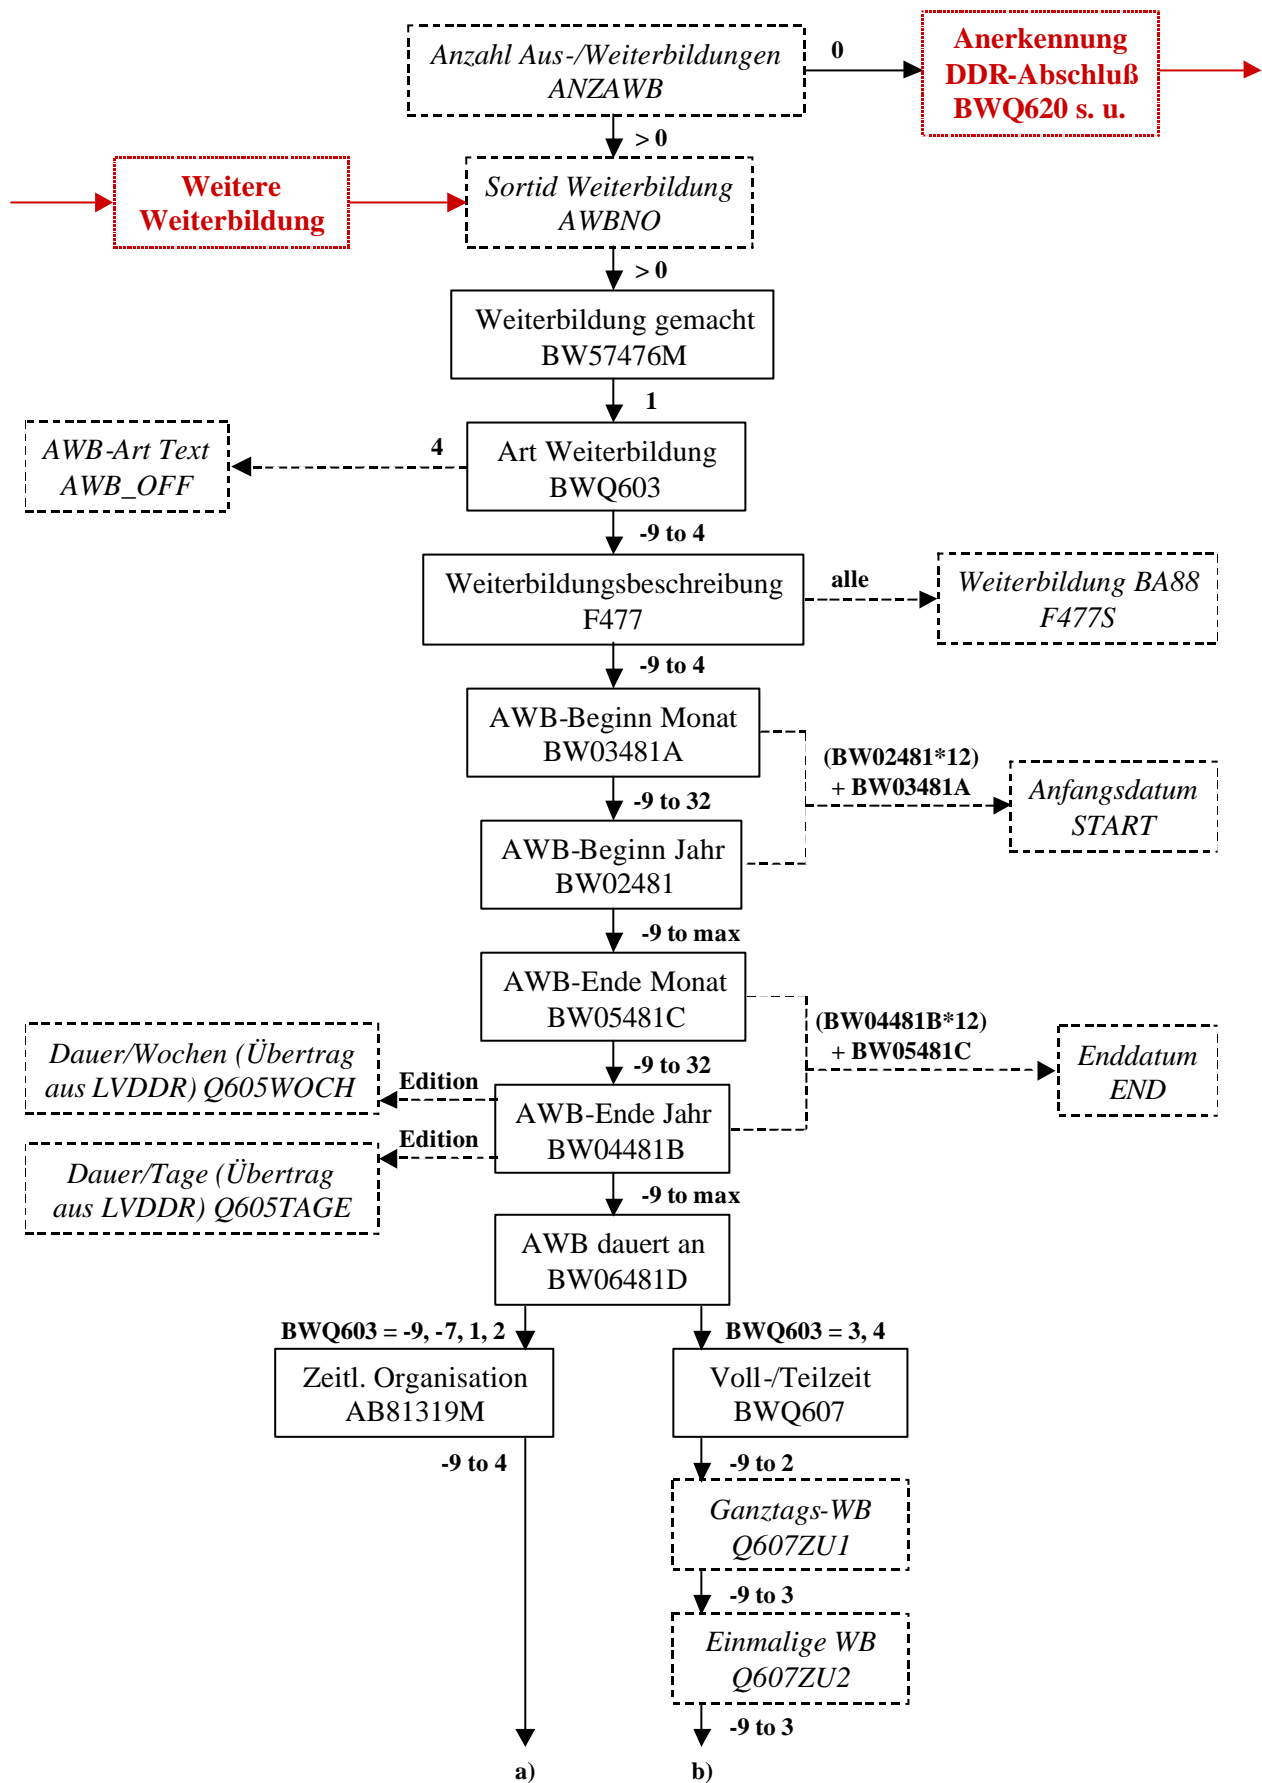 Anzahl Aus-/Weiterbildungen
ANZAWB
0
Anerkennung
DDR-Abschluß
BWQ620 s. u.
> 0
Weitere
Weiterbildung
Sortid Weiterbildung
AWBNO
> 0
Weiterbildung gemacht
BW57476M
1
AWB-Art Text
AWB_OFF
4
Art Weiterbildung
BWQ603
-9 to 4
Weiterbildungsbeschreibung
F477
alle
Weiterbildung BA88
F477S
-9 to 4
AWB-Beginn Monat
BW03481A
(BW02481*12)
+ BW03481A
Anfangsdatum
START
-9 to 32
AWB-Beginn Jahr
BW02481
-9 to max
AWB-Ende Monat
BW05481C
(BW04481B*12)
+ BW05481C
Enddatum
END
-9 to 32
Dauer/Wochen (Übertrag
aus LVDDR) Q605WOCH
Edition
AWB-Ende Jahr
BW04481B
Edition
Dauer/Tage (Übertrag
aus LVDDR) Q605TAGE
-9 to max
AWB dauert an
BW06481D
BWQ603 = -9, -7, 1, 2
BWQ603 = 3, 4
Zeitl. Organisation
AB81319M
Voll-/Teilzeit
BWQ607
-9 to 4
-9 to 2
Ganztags-WB
Q607ZU1
-9 to 3
Einmalige WB
Q607ZU2
-9 to 3
a)
b)